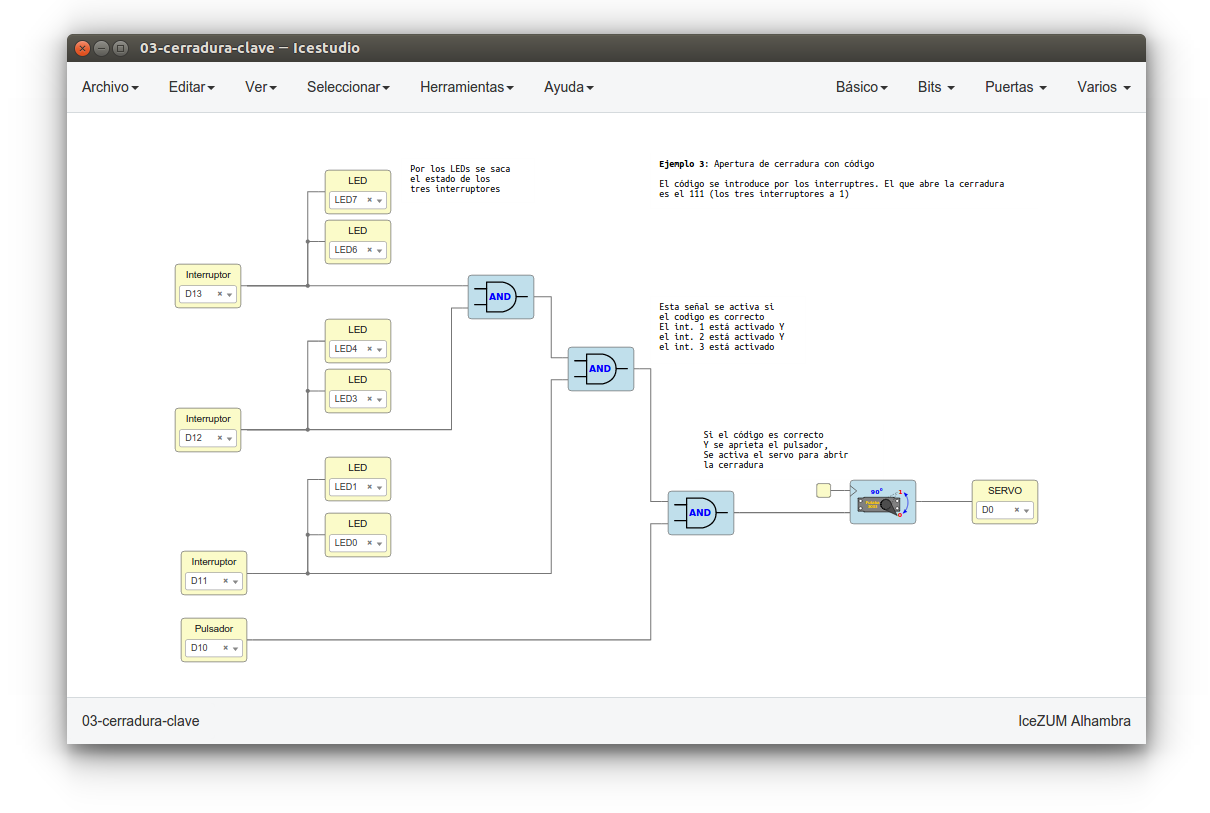 03-cerradura-clave — Icestudio
Archivo Editar Ver Seleccionar Herramientas Ayuda Básico Bits Puertas Varios
Por los LEDs se saca
el estado de los
tres interruptores
Ejemplo 3: Apertura de cerradura con código
El código se introduce por los interruptres. El que abre la cerradura
es el 111 (los tres interruptores a 1)
LED
LED7
LED
LED6
Interruptor
D13
AND
LED
LED4
LED
LED3
Interruptor
D12
Esta señal se activa si
el codigo es correcto
El int. 1 está activado Y
el int. 2 está activado Y
el int. 3 está activado
AND
LED
LED1
LED
LED0
Interruptor
D11
Si el código es correcto
Y se aprieta el pulsador,
Se activa el servo para abrir
la cerradura
AND
90º
1
0
SERVO
D0
Pulsador
D10
03-cerradura-clave
IceZUM Alhambra